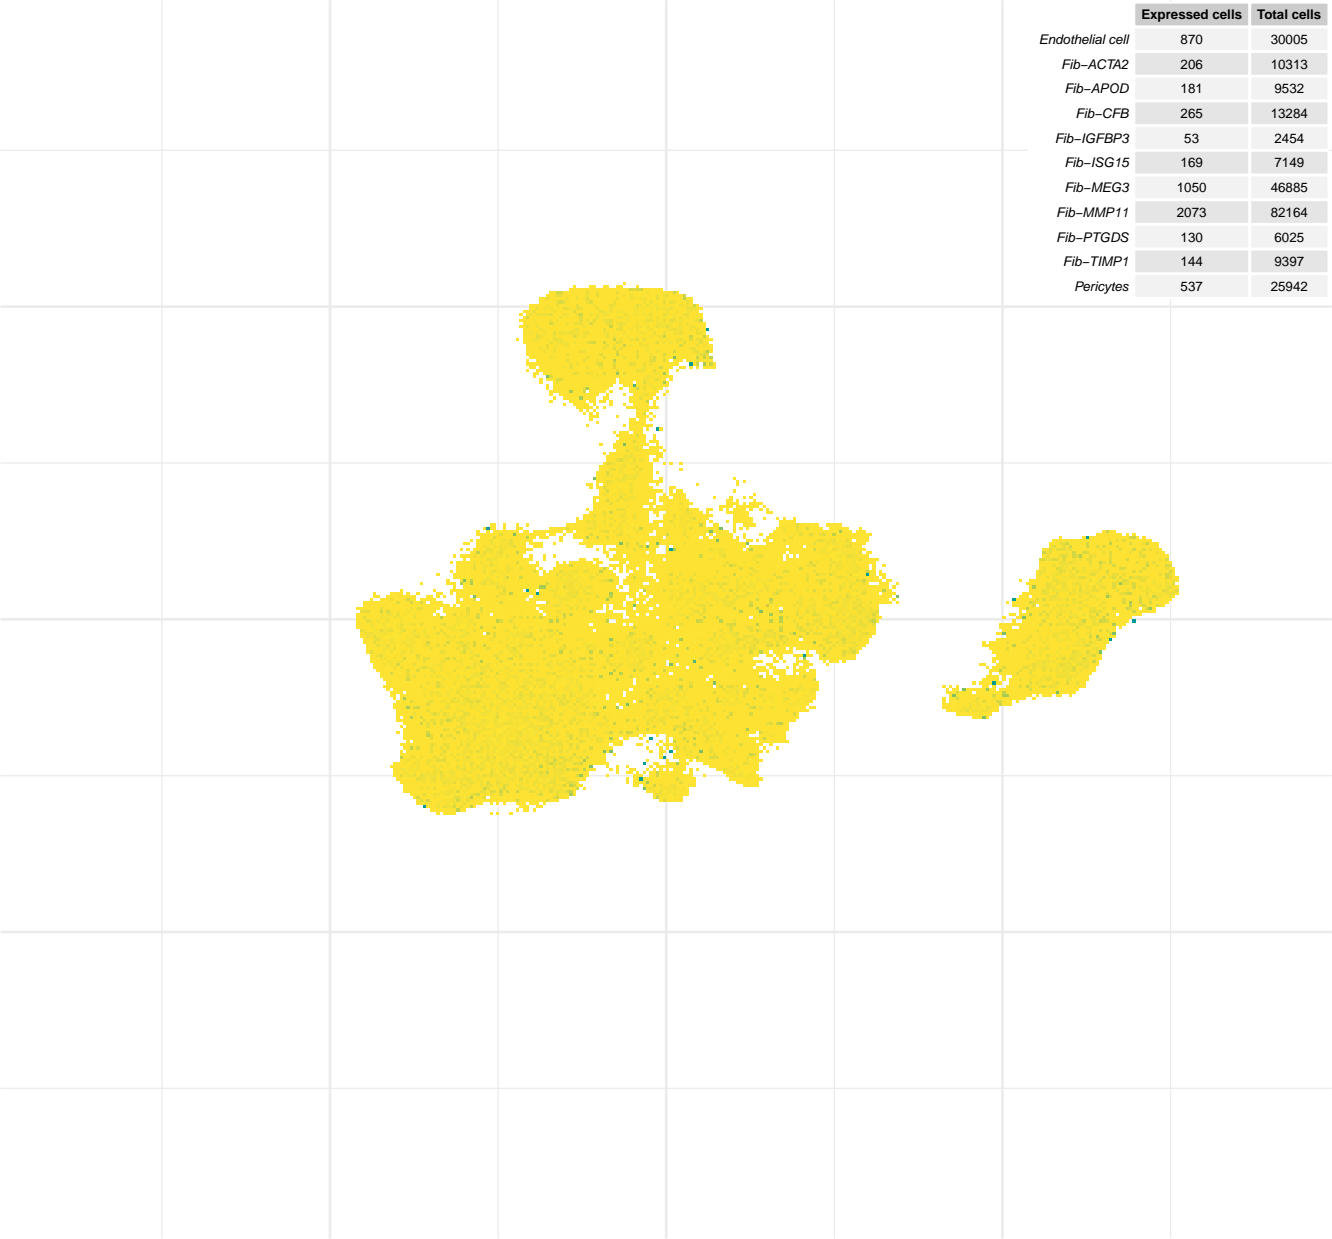 Expressed cells Total cells
Endothelial cell 870 30005
Fib−ACTA2 206 10313
Fib−APOD 181 9532
Fib−CFB 265 13284
Fib−IGFBP3 53 2454
Fib−ISG15 169 7149
Fib−MEG3 1050 46885
Fib−MMP11 2073 82164
Fib−PTGDS 130 6025
Fib−TIMP1 144 9397
Pericytes 537 25942